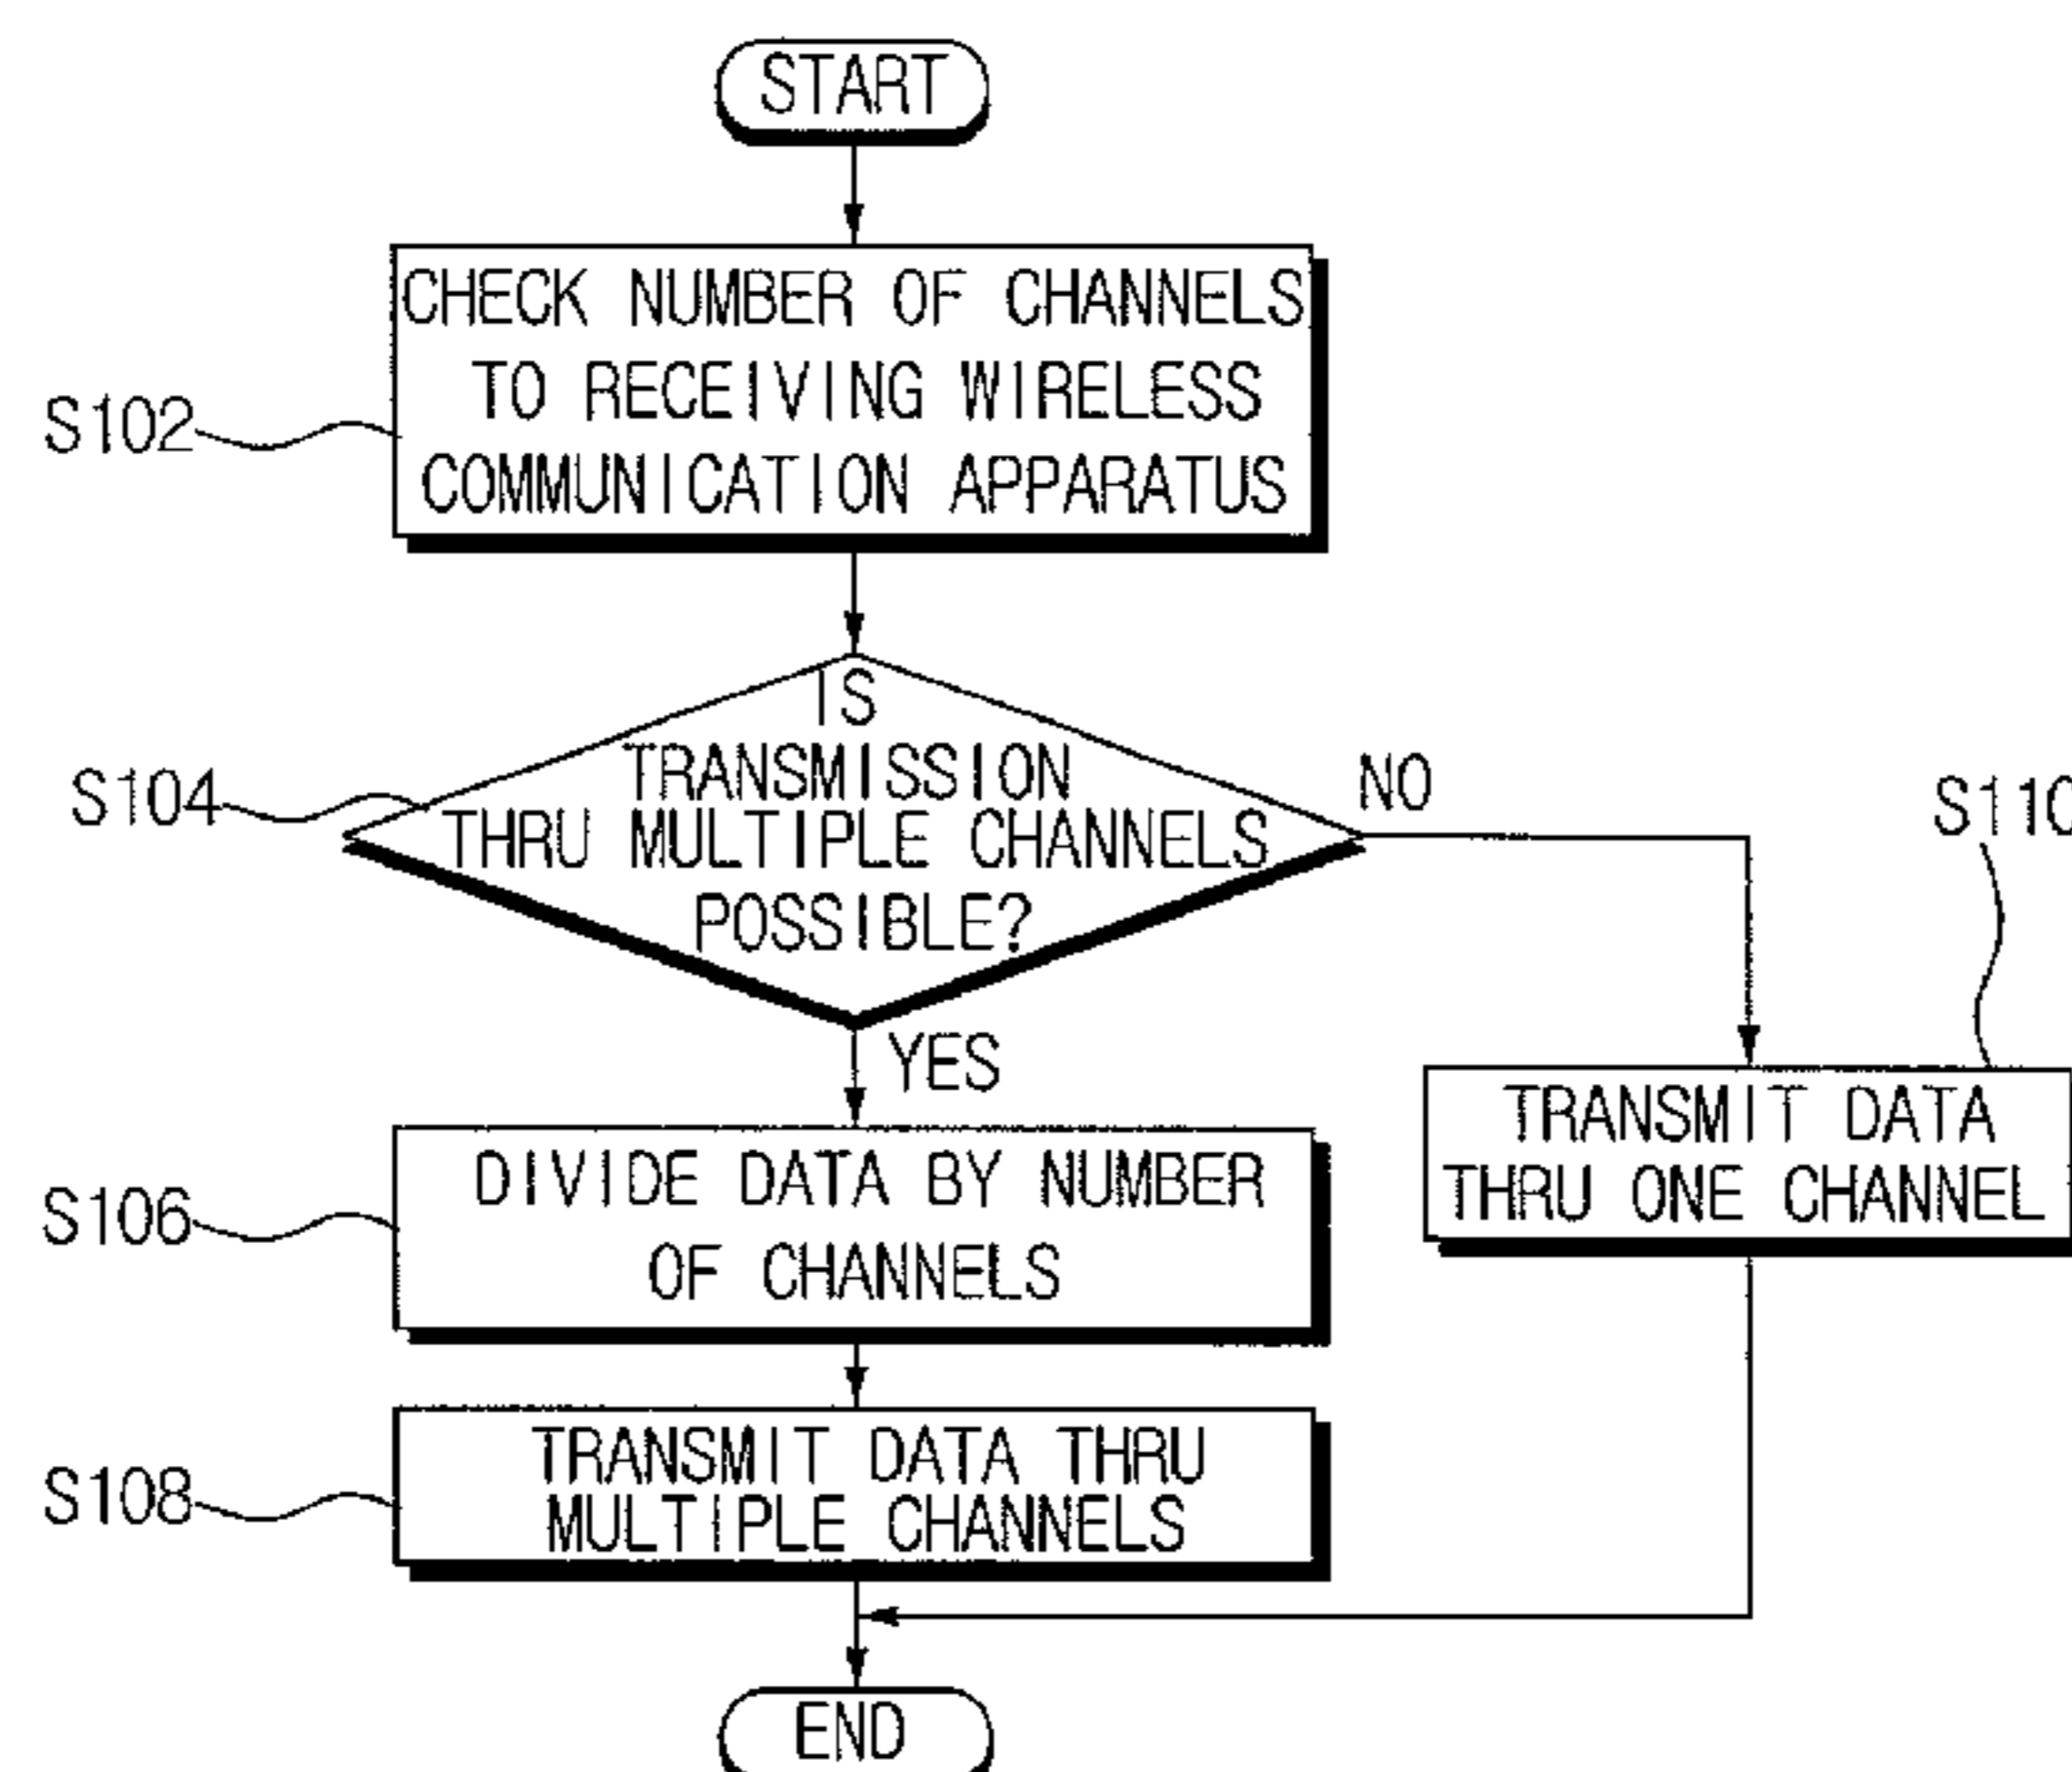 START
CHECK NUMBER OF CHANNELS
TO RECEIVING WIRELESS
COMMUNICATION APPARATUS
S102
IS
TRANSMISSION
THRU MULTIPLE CHANNELS
POSSIBLE?
S104
NO
S110
YES
TRANSMIT DATA
THRU ONE CHANNEL
DIVIDE DATA BY NUMBER
OF CHANNELS
S106
TRANSMIT DATA THRU
MULTIPLE CHANNELS
S108
END